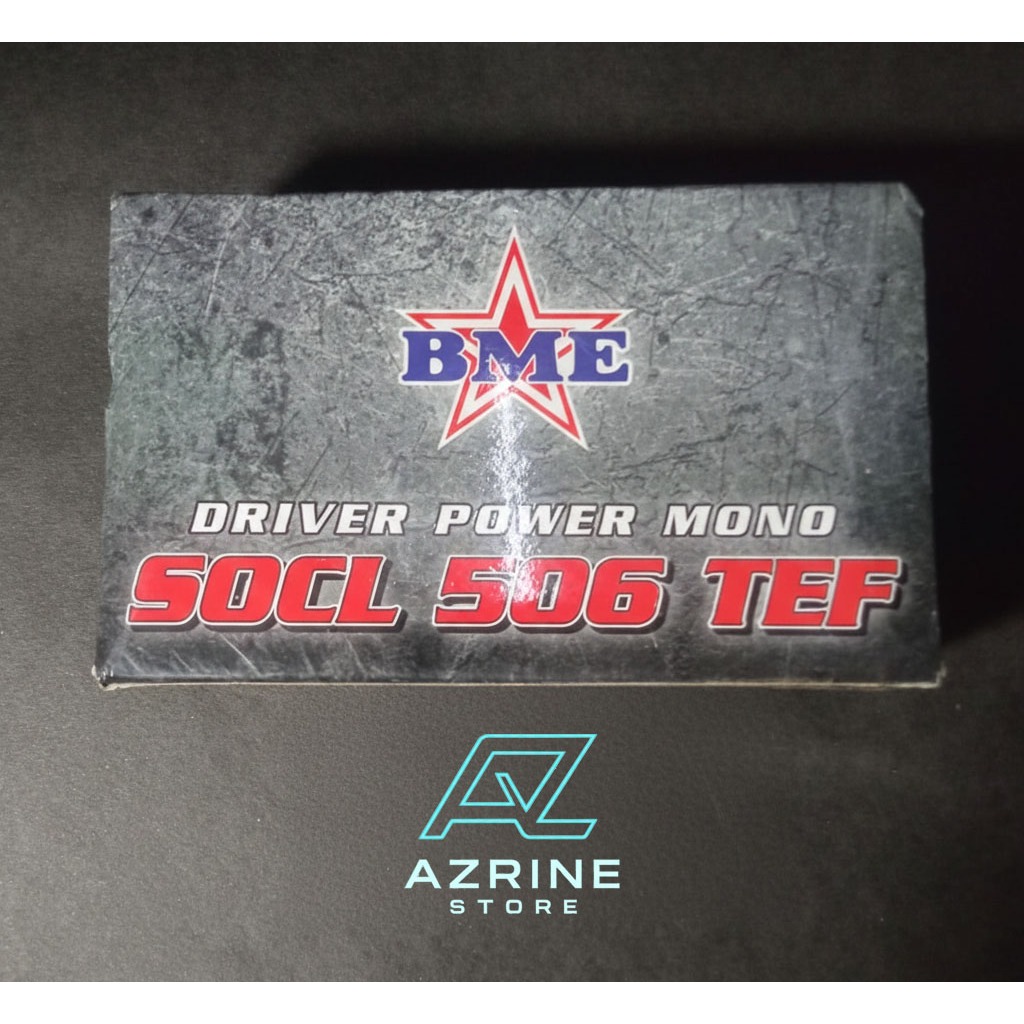 BME
DRIVER POWER MONO
SOCL 506 TEF
AZRINE
STORE